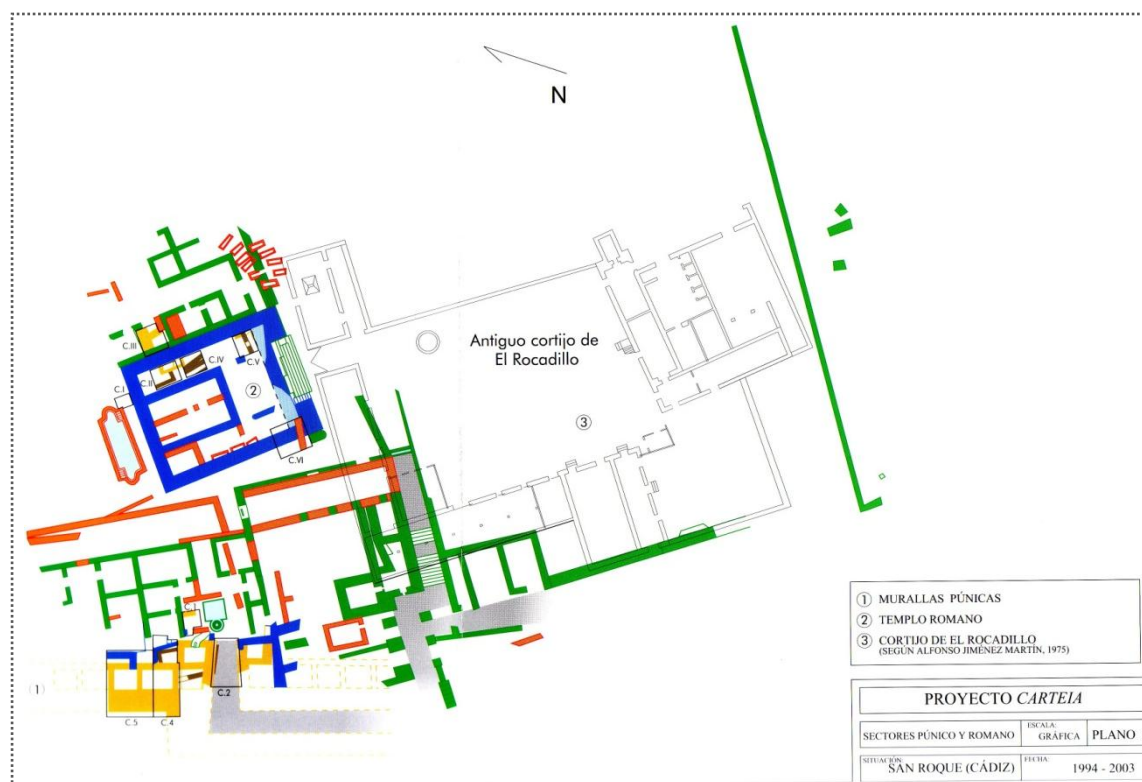 N
Antiguo cortijo de
El Rocadillo
C.III
C.IV
C.V
C.II
C.I
②
C.VI
③
C.1
①
C.2
C.5
C.4
① MURALLAS PÚNICAS
② TEMPLO ROMANO
③ CORTIJO DE EL ROCADILLO
(SEGÚN ALFONSO JIMÉNEZ MARTÍN, 1975)
PROYECTO CARTEIA
SECTORES PÚNICO Y ROMANO
ESCALA:
GRÁFICA
PLANO
SITUACIÓN:
SAN ROQUE (CÁDIZ)
FECHA:
1994 - 2003